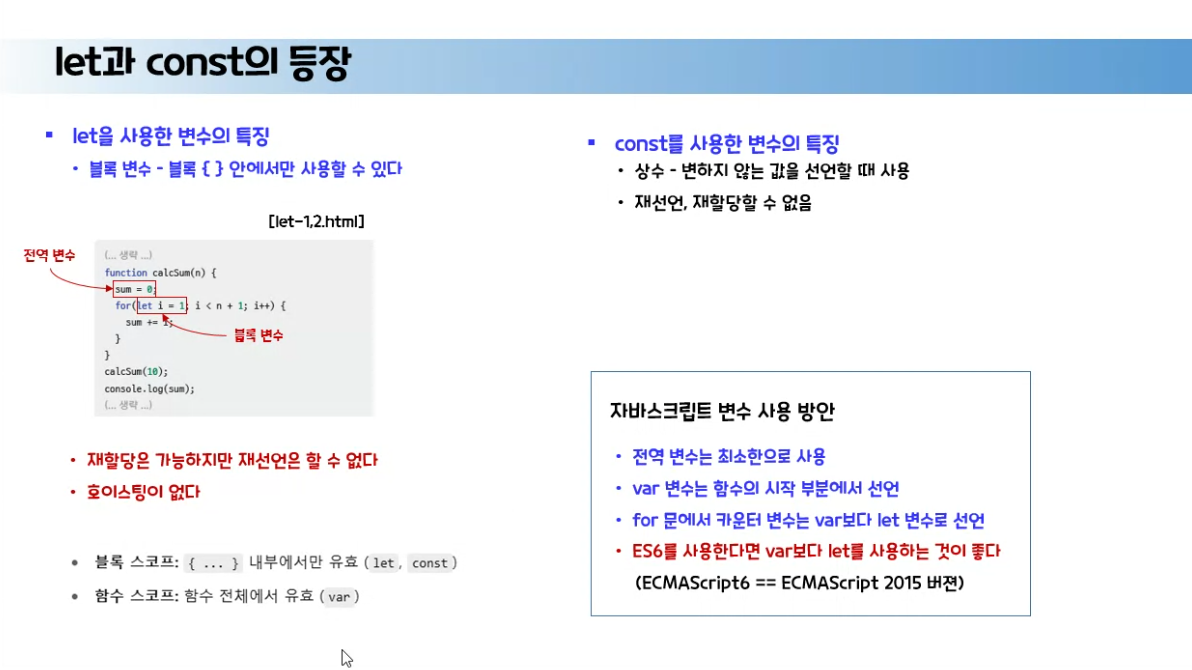 let과 const의 등장
let을 사용한 변수의 특징
블록 변수 - 블록 { } 안에서만 사용할 수 있다
[let-1,2.html]
전역 변수
(... 생략 ...)
function calcSum(n) {
sum = 0;
for(let i = 1; i < n + 1; i++) {
sum += i;
}
블록 변수
}
calcSum(10);
console.log(sum);
(... 생략 ...)
재할당은 가능하지만 재선언은 할 수 없다
호이스팅이 없다
블록 스코프: { ... } 내부에서만 유효 (let, const)
함수 스코프: 함수 전체에서 유효 (var)
const를 사용한 변수의 특징
상수 - 변하지 않는 값을 선언할 때 사용
재선언, 재할당할 수 없음
자바스크립트 변수 사용 방안
전역 변수는 최소한으로 사용
var 변수는 함수의 시작 부분에서 선언
for 문에서 카운터 변수는 var보다 let 변수로 선언
ES6를 사용한다면 var보다 let를 사용하는 것이 좋다
(ECMAScript6 == ECMAScript 2015 버젼)